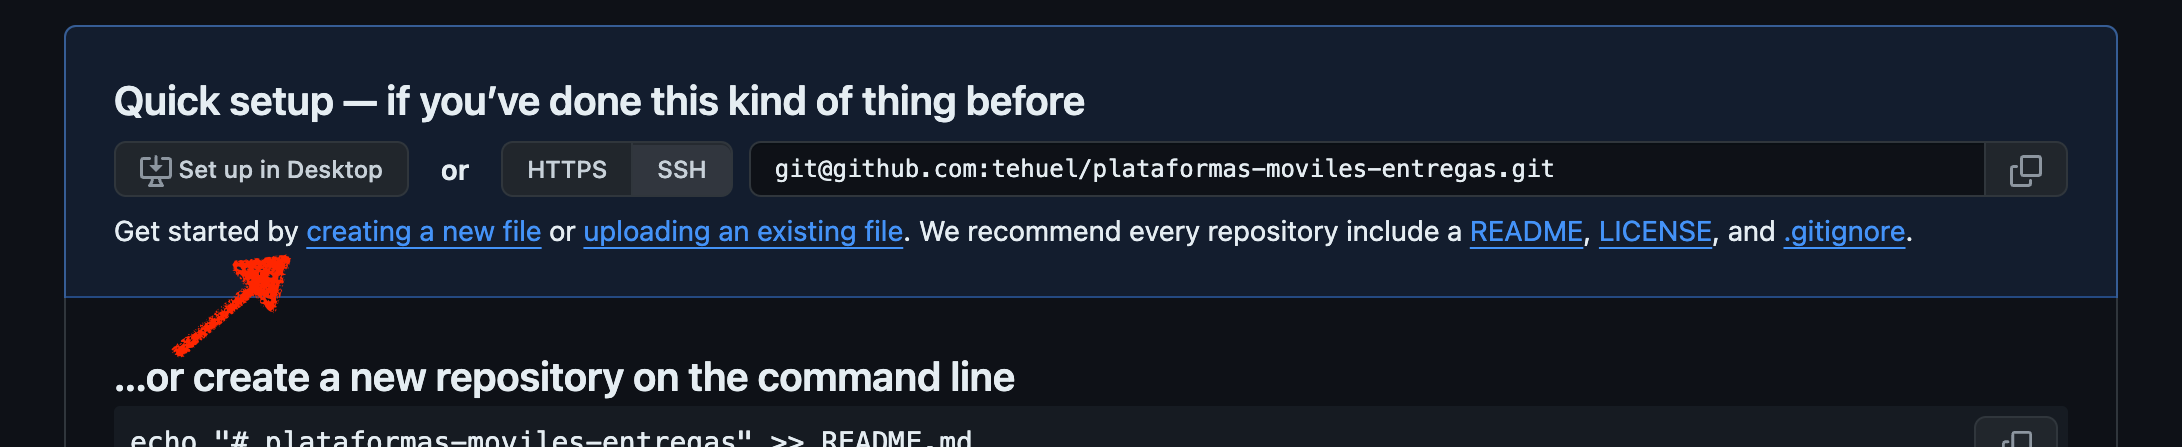 Quick setup — if you’ve done this kind of thing before
Set up in Desktop or HTTPS SSH git@github.com:tehuel/plataformas-moviles-entregas.git
Get started by creating a new file or uploading an existing file. We recommend every repository include a README, LICENSE, and .gitignore.
...or create a new repository on the command line
echo "# plataformas-moviles-entregas" >> README.md